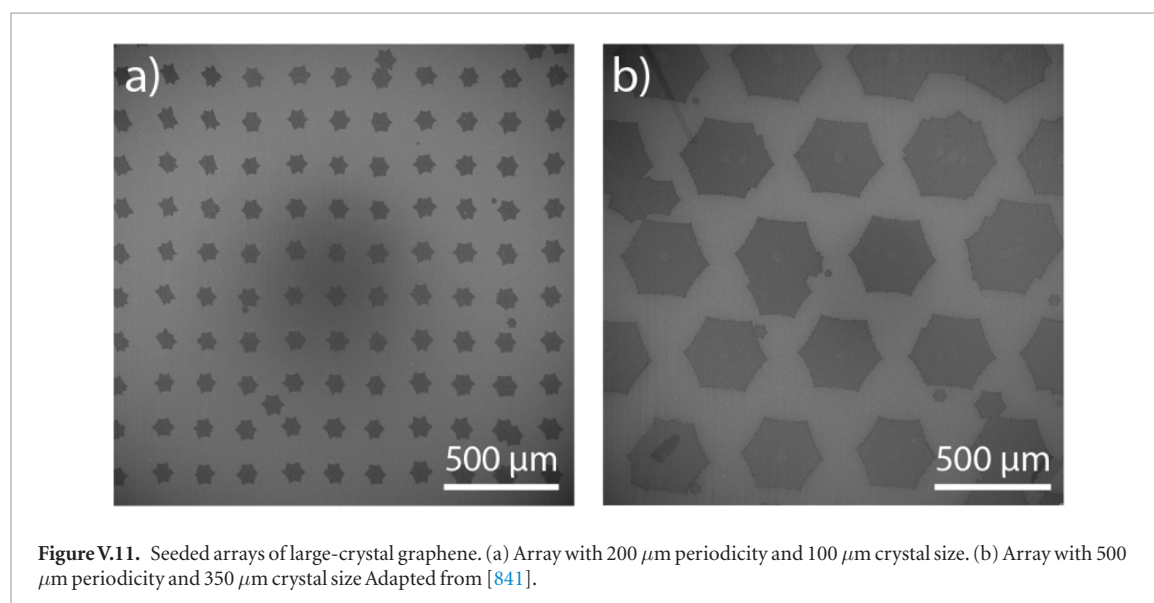 a)
500 μm
b)
500 μm
Figure V.11. Seeded arrays of large-crystal graphene. (a) Array with 200 μm periodicity and 100 μm crystal size. (b) Array with 500
μm periodicity and 350 μm crystal size Adapted from [841].